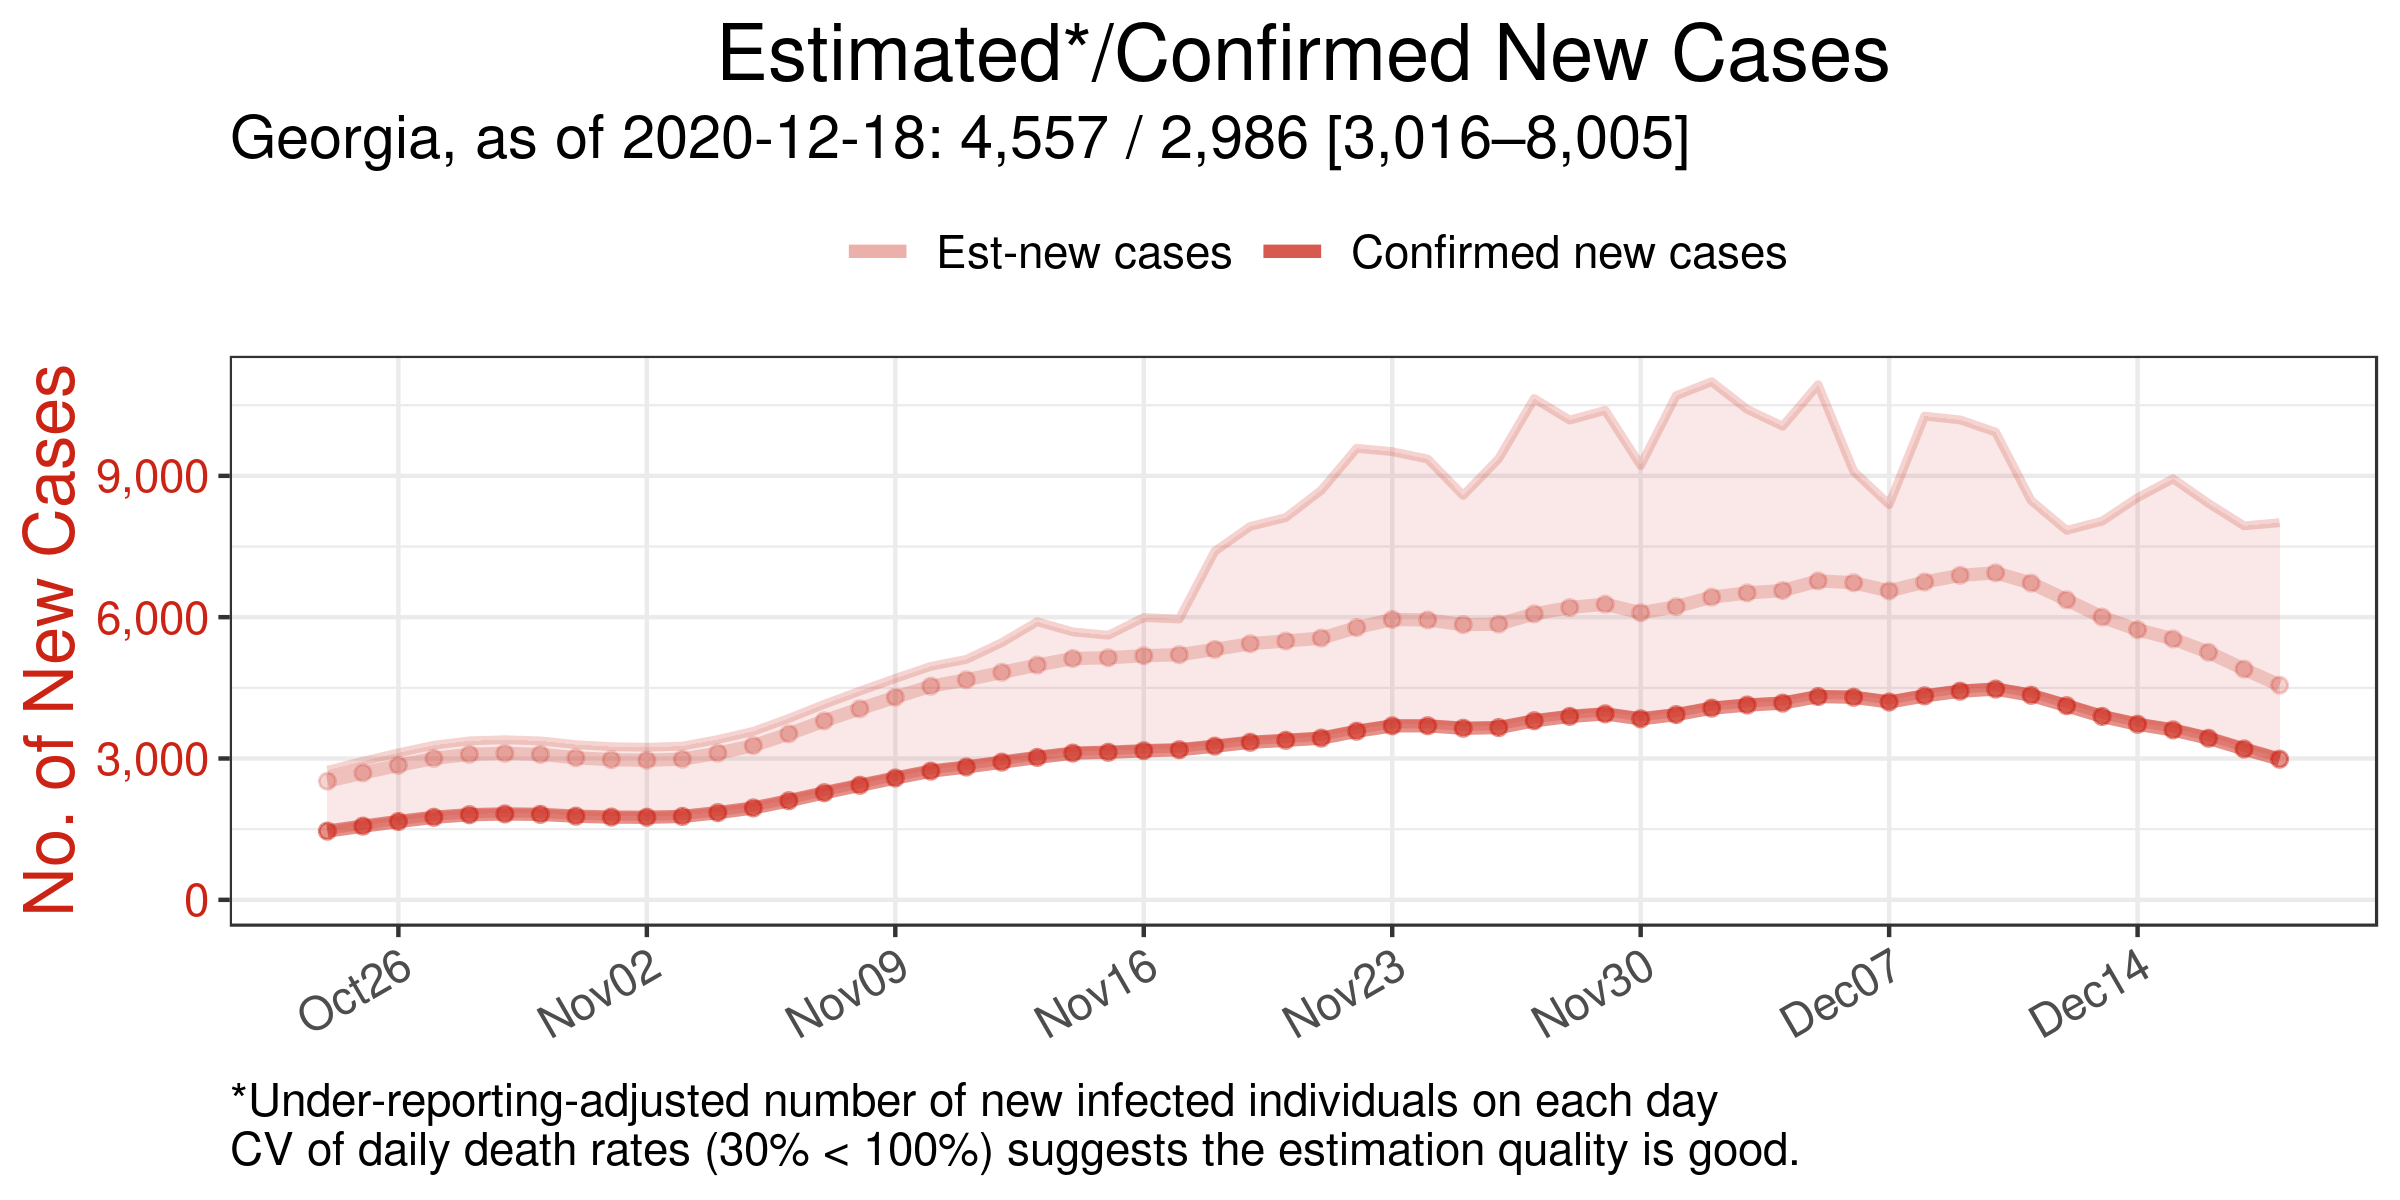 Estimated*/Confirmed New Cases
Georgia, as of 2020-12-18: 4,557 / 2,986 [3,016–8,005]
Est-new cases Confirmed new cases
No. of New Cases
9,000
6,000
3,000
0
Oct26 Nov02 Nov09 Nov16 Nov23 Nov30 Dec07 Dec14
*Under-reporting-adjusted number of new infected individuals on each day
CV of daily death rates (30% < 100%) suggests the estimation quality is good.